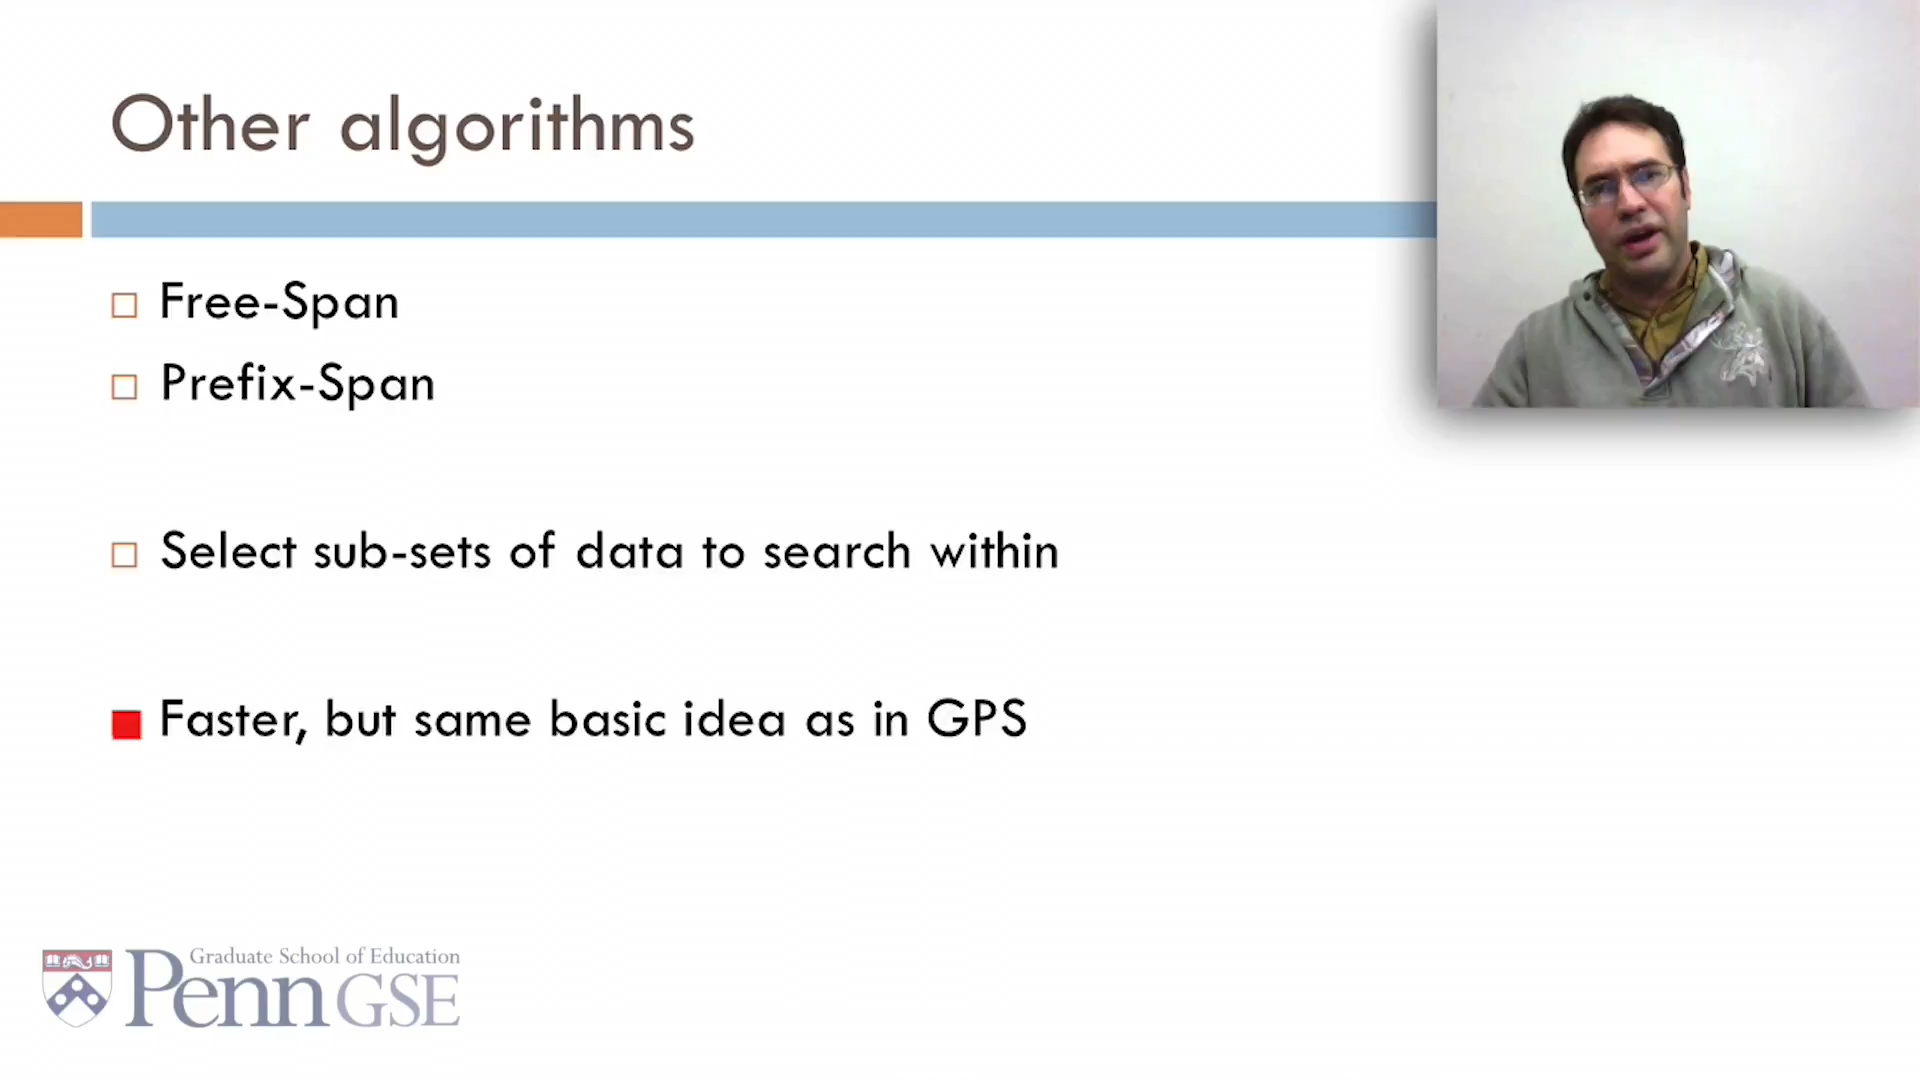 Other algorithms
Free-Span
Prefix-Span
Select sub-sets of data to search within
Faster, but same basic idea as in GPS
Graduate School of Education
Penn GSE